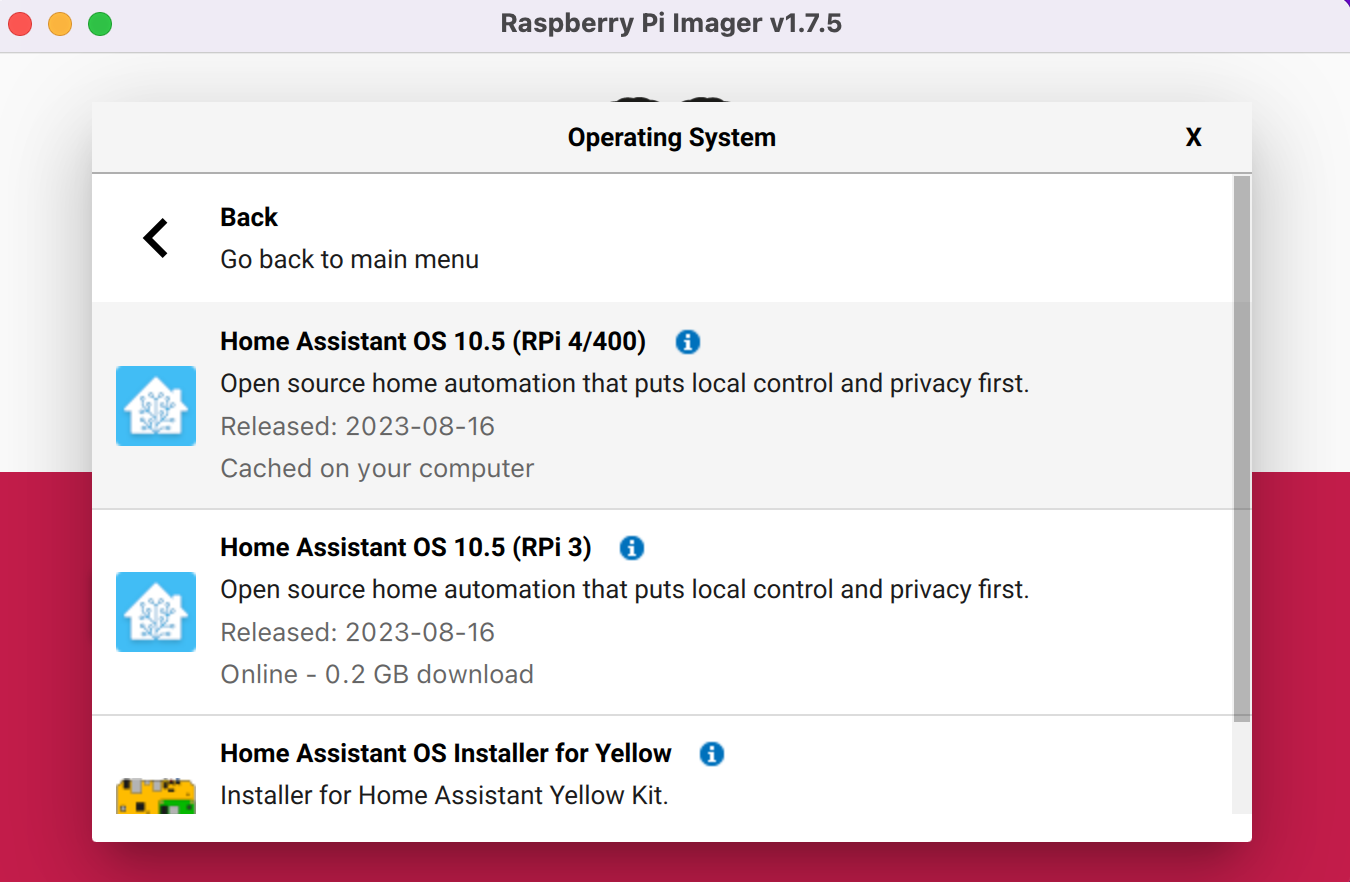 Raspberry Pi Imager v1.7.5
Operating System
X
Back
Go back to main menu
Home Assistant OS 10.5 (RPi 4/400)
Open source home automation that puts local control and privacy first.
Released: 2023-08-16
Cached on your computer
Home Assistant OS 10.5 (RPi 3)
Open source home automation that puts local control and privacy first.
Released: 2023-08-16
Online - 0.2 GB download
Home Assistant OS Installer for Yellow
Installer for Home Assistant Yellow Kit.